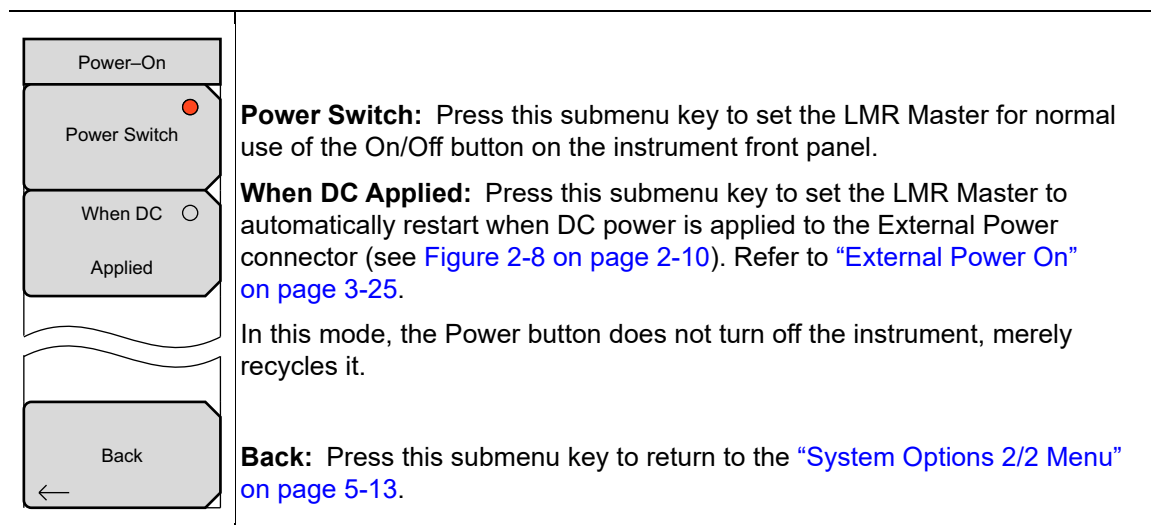 Power–On
Power Switch
When DC
Applied
Back
Power Switch: Press this submenu key to set the LMR Master for normal
use of the On/Off button on the instrument front panel.
When DC Applied: Press this submenu key to set the LMR Master to
automatically restart when DC power is applied to the External Power
connector (see Figure 2-8 on page 2-10). Refer to “External Power On”
on page 3-25.
In this mode, the Power button does not turn off the instrument, merely
recycles it.
Back: Press this submenu key to return to the “System Options 2/2 Menu”
on page 5-13.